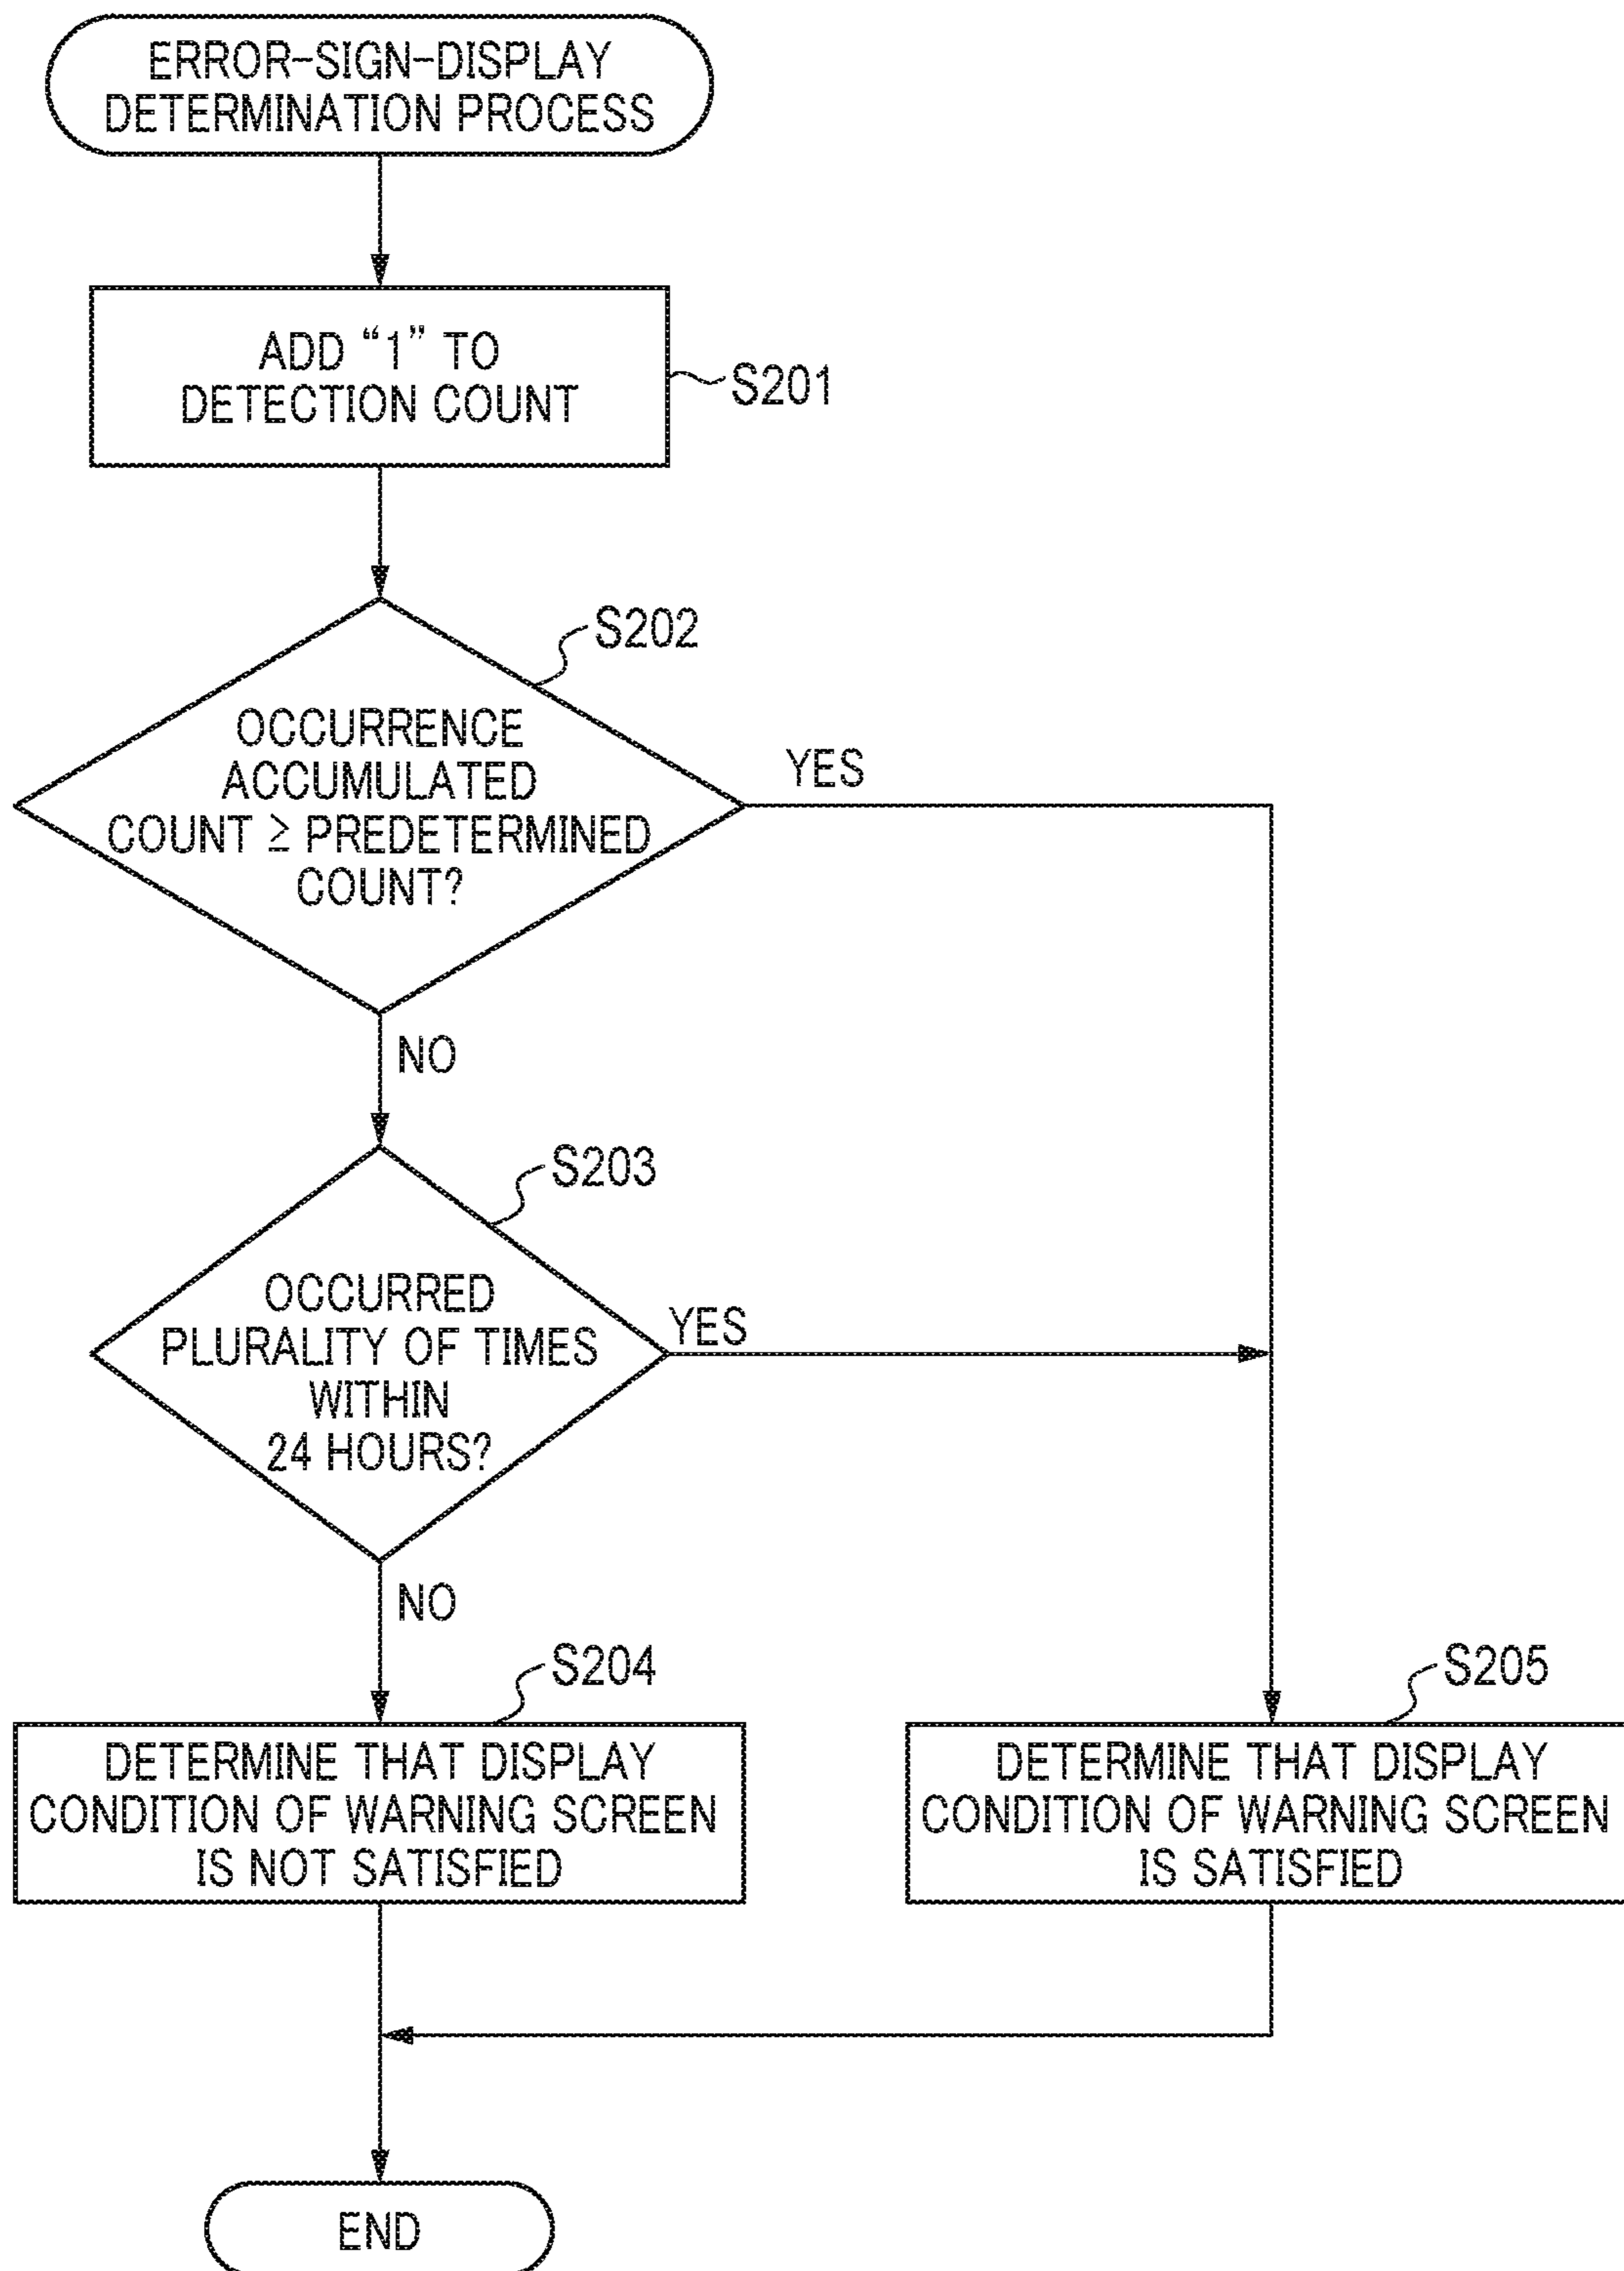 ERROR-SIGN-DISPLAY
DETERMINATION PROCESS
ADD “1” TO
DETECTION COUNT
S201
S202
OCCURRENCE
ACCUMULATED
COUNT ≥ PREDETERMINED
COUNT?
YES
NO
S203
OCCURRED
PLURALITY OF TIMES
WITHIN
24 HOURS?
YES
NO
S204
DETERMINE THAT DISPLAY
CONDITION OF WARNING SCREEN
IS NOT SATISFIED
S205
DETERMINE THAT DISPLAY
CONDITION OF WARNING SCREEN
IS SATISFIED
END